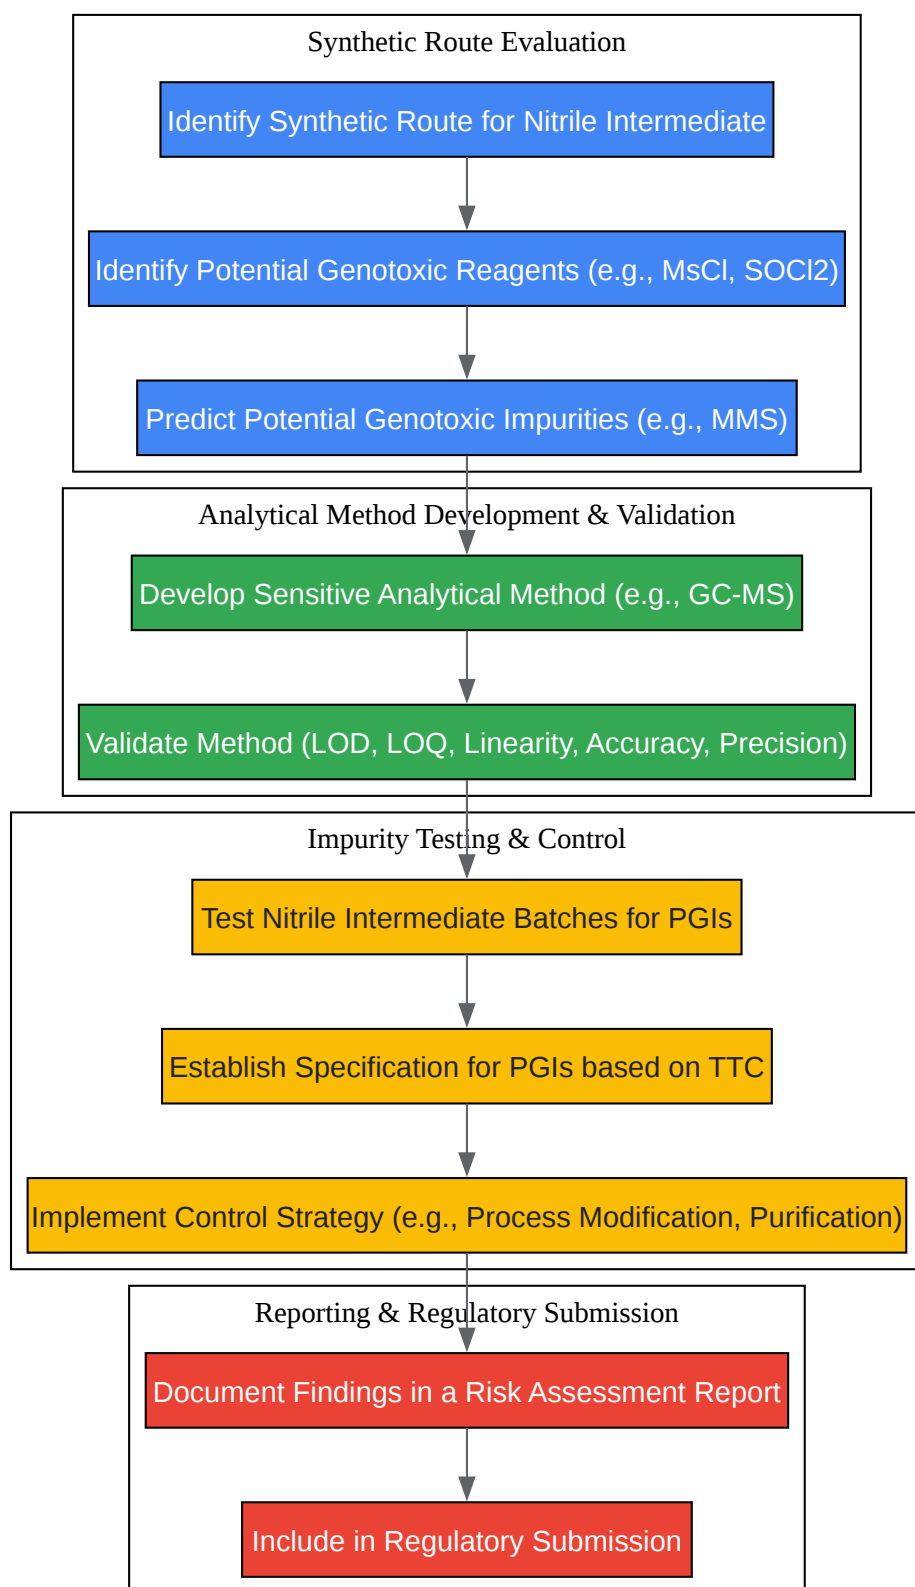 Synthetic Route Evaluation
Identify Synthetic Route for Nitrile Intermediate
Identify Potential Genotoxic Reagents (e.g., MsCl, SOCl2)
Predict Potential Genotoxic Impurities (e.g., MMS)
Analytical Method Development & Validation
Develop Sensitive Analytical Method (e.g., GC-MS)
Validate Method (LOD, LOQ, Linearity, Accuracy, Precision)
Impurity Testing & Control
Test Nitrile Intermediate Batches for PGIs
Establish Specification for PGIs based on TTC
Implement Control Strategy (e.g., Process Modification, Purification)
Reporting & Regulatory Submission
Document Findings in a Risk Assessment Report
Include in Regulatory Submission